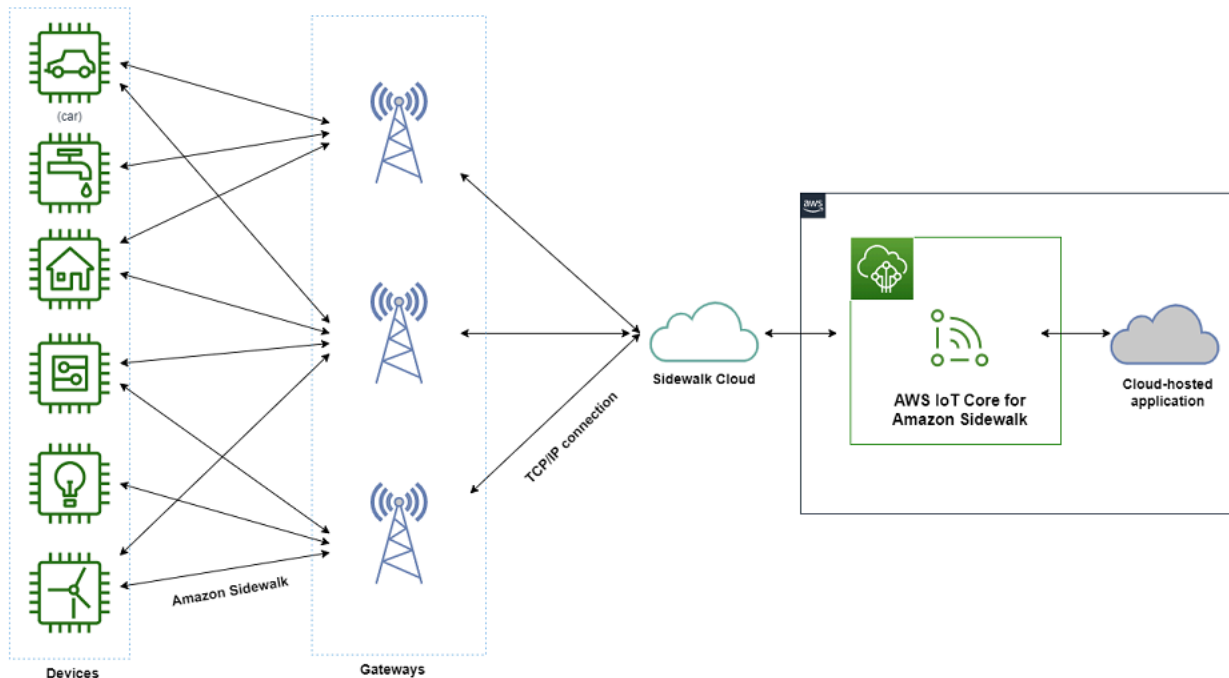 (car)
Devices
Amazon Sidewalk
Gateways
TCP/IP connection
Sidewalk Cloud
aws
AWS IoT Core for
Amazon Sidewalk
Cloud-hosted
application